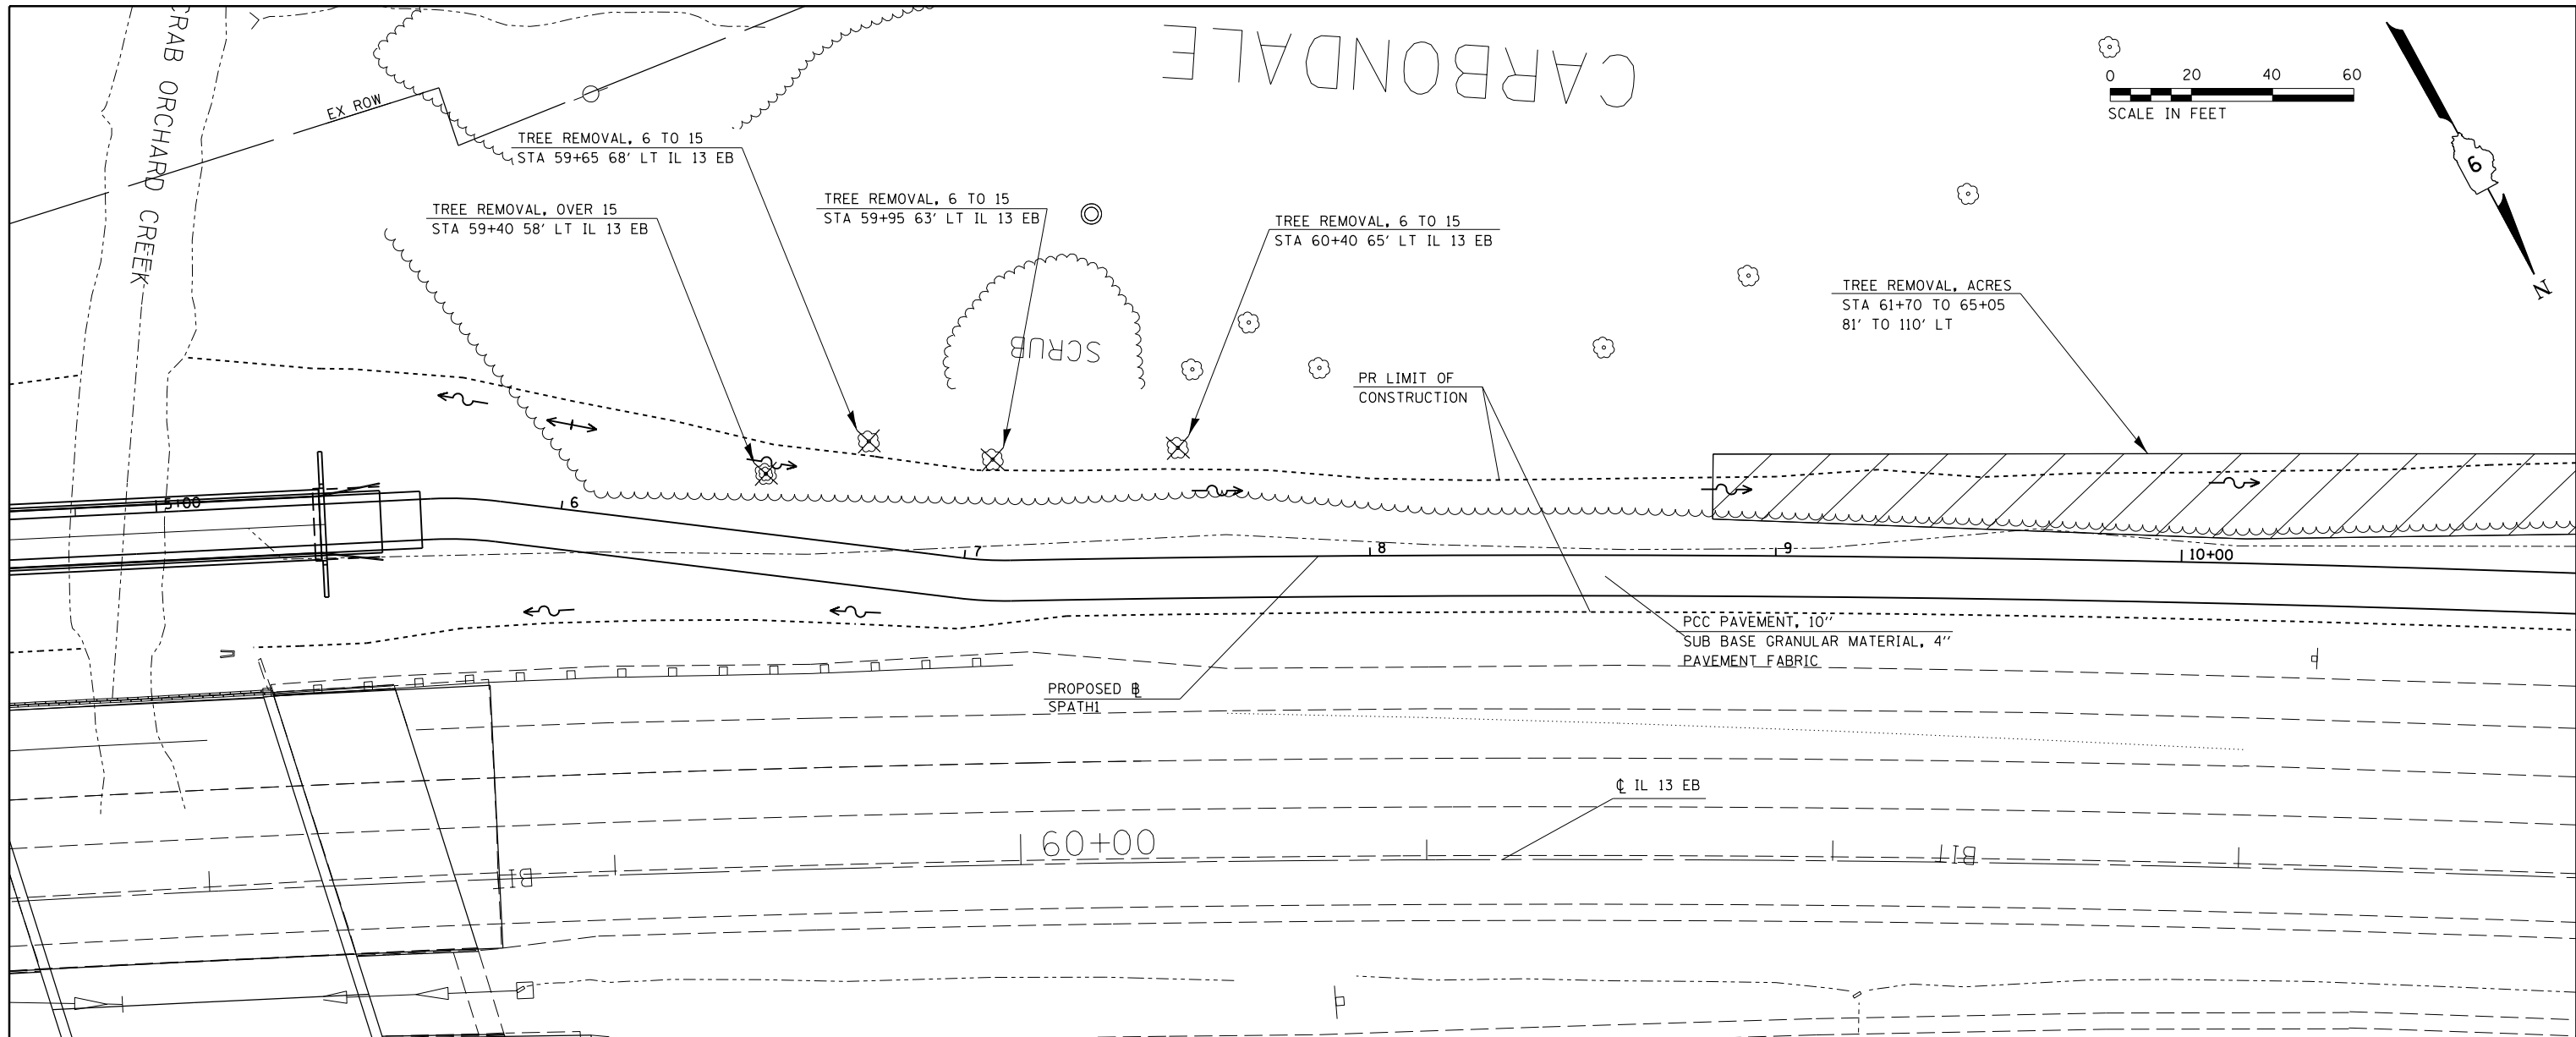 CRAB ORCHARD CREEK
EX ROW
CARBONDALE
0 20 40 60
SCALE IN FEET
6
N
TREE REMOVAL, 6 TO 15
STA 59+65 68' LT IL 13 EB
TREE REMOVAL, OVER 15
STA 59+40 58' LT IL 13 EB
TREE REMOVAL, 6 TO 15
STA 59+95 63' LT IL 13 EB
TREE REMOVAL, 6 TO 15
STA 60+40 65' LT IL 13 EB
TREE REMOVAL, ACRES
STA 61+70 TO 65+05
81' TO 110' LT
SCRUB
PR LIMIT OF
CONSTRUCTION
5+00
6
7
8
9
10+00
PCC PAVEMENT, 10"
SUB BASE GRANULAR MATERIAL, 4"
PAVEMENT FABRIC
PROPOSED BL
SPATH1
CL IL 13 EB
60+00
BI
BI